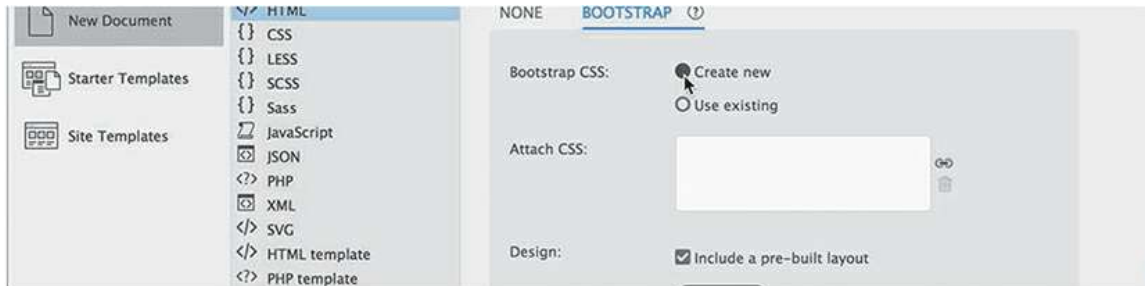 New Document
Starter Templates
Site Templates
</> HTML
{} CSS
{} LESS
{} SCSS
{} Sass
JavaScript
JSON
<?> PHP
XML
</> SVG
</> HTML template
<?> PHP template
NONE BOOTSTRAP ?
Bootstrap CSS: Create new
Use existing
Attach CSS:
Design: Include a pre-built layout